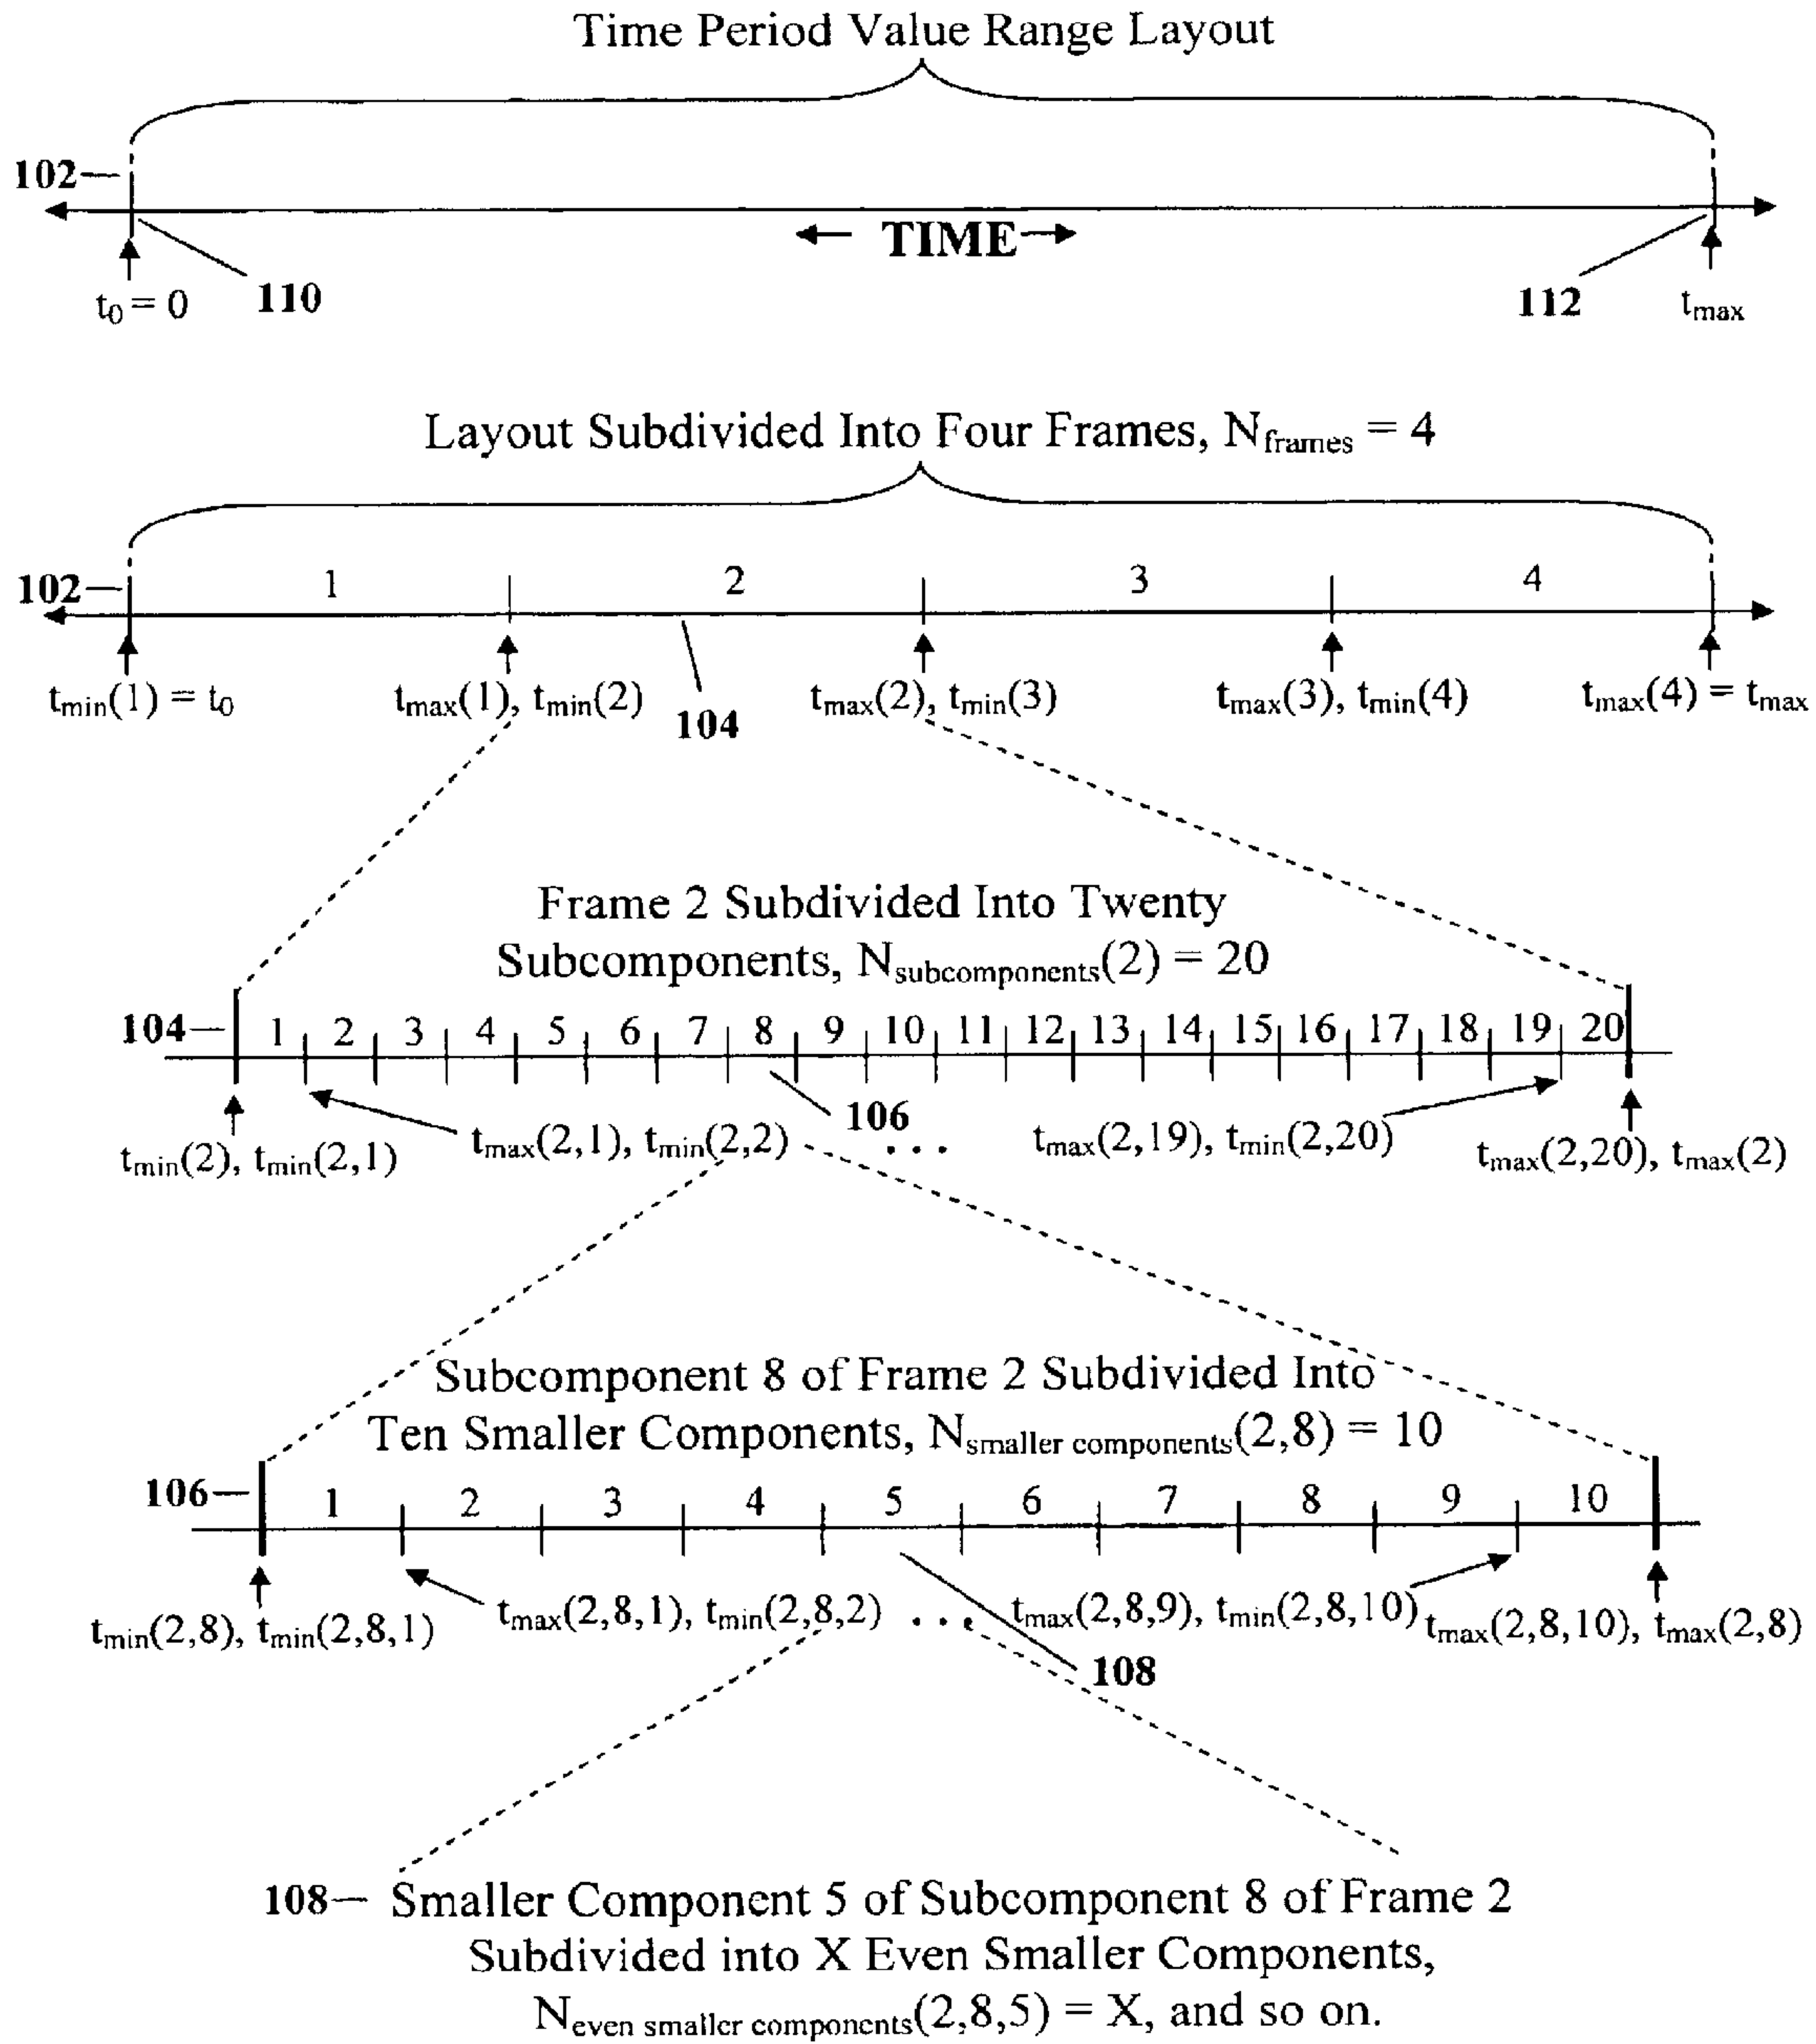 Time Period Value Range Layout
102
TIME
t0 = 0
110
112
tmax
Layout Subdivided Into Four Frames, Nframes = 4
102
1 2 3 4
tmin(1) = t0
tmax(1), tmin(2)
104
tmax(2), tmin(3)
tmax(3), tmin(4)
tmax(4) = tmax
Frame 2 Subdivided Into Twenty
Subcomponents, Nsubcomponents(2) = 20
104
1 2 3 4 5 6 7 8 9 10 11 12 13 14 15 16 17 18 19 20
106
tmin(2), tmin(2,1)
tmax(2,1), tmin(2,2)
...
tmax(2,19), tmin(2,20)
tmax(2,20), tmax(2)
Subcomponent 8 of Frame 2 Subdivided Into
Ten Smaller Components, Nsmaller components(2,8) = 10
106
1 2 3 4 5 6 7 8 9 10
tmin(2,8), tmin(2,8,1)
tmax(2,8,1), tmin(2,8,2)
...
tmax(2,8,9), tmin(2,8,10)
tmax(2,8,10), tmax(2,8)
108
108 Smaller Component 5 of Subcomponent 8 of Frame 2
Subdivided into X Even Smaller Components,
Neven smaller components(2,8,5) = X, and so on.